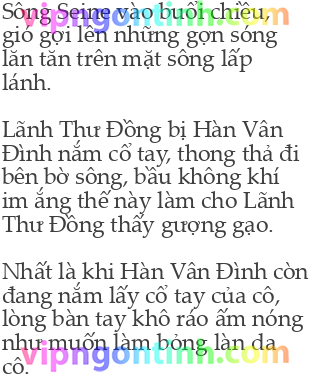 Sông Seine vào buổi chiều,
gió gợi lên những gợn sóng
lăn tăn trên mặt sông lấp
lánh.
Lãnh Thư Đồng bị Hàn Vân
Đình nắm cổ tay, thong thả đi
bên bờ sông, bầu không khí
im ắng thế này làm cho Lãnh
Thư Đồng thấy gượng gạo.
Nhất là khi Hàn Vân Đình còn
đang nắm lấy cổ tay của cô,
lòng bàn tay khô ráo ấm nóng
như muốn làm bỏng làn da
cô.
vipngontinh.com
vipngontinh.com